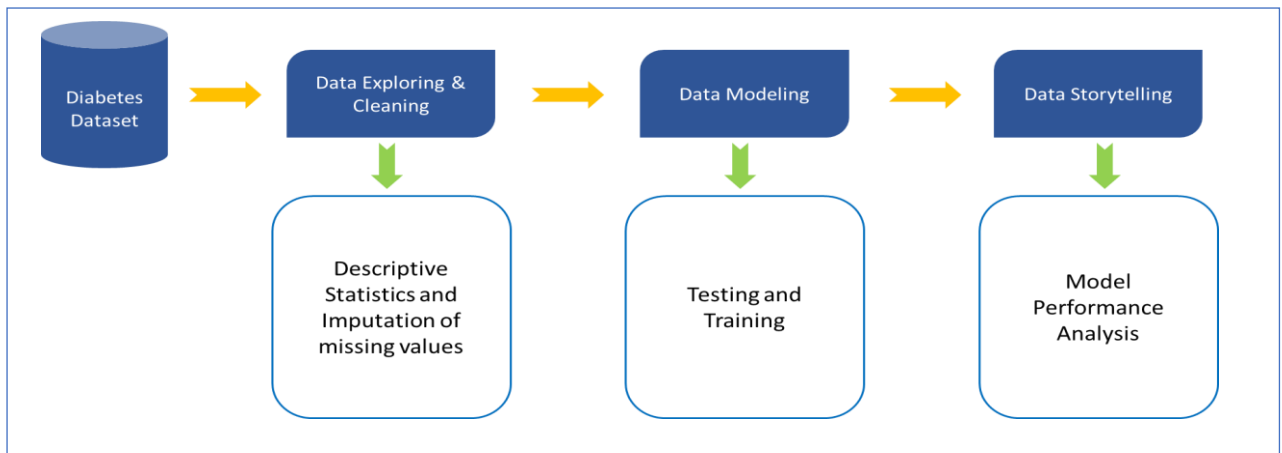 Diabetes
Dataset
Data Exploring &
Cleaning
Data Modeling
Data Storytelling
Descriptive
Statistics and
Imputation of
missing values
Testing and
Training
Model
Performance
Analysis